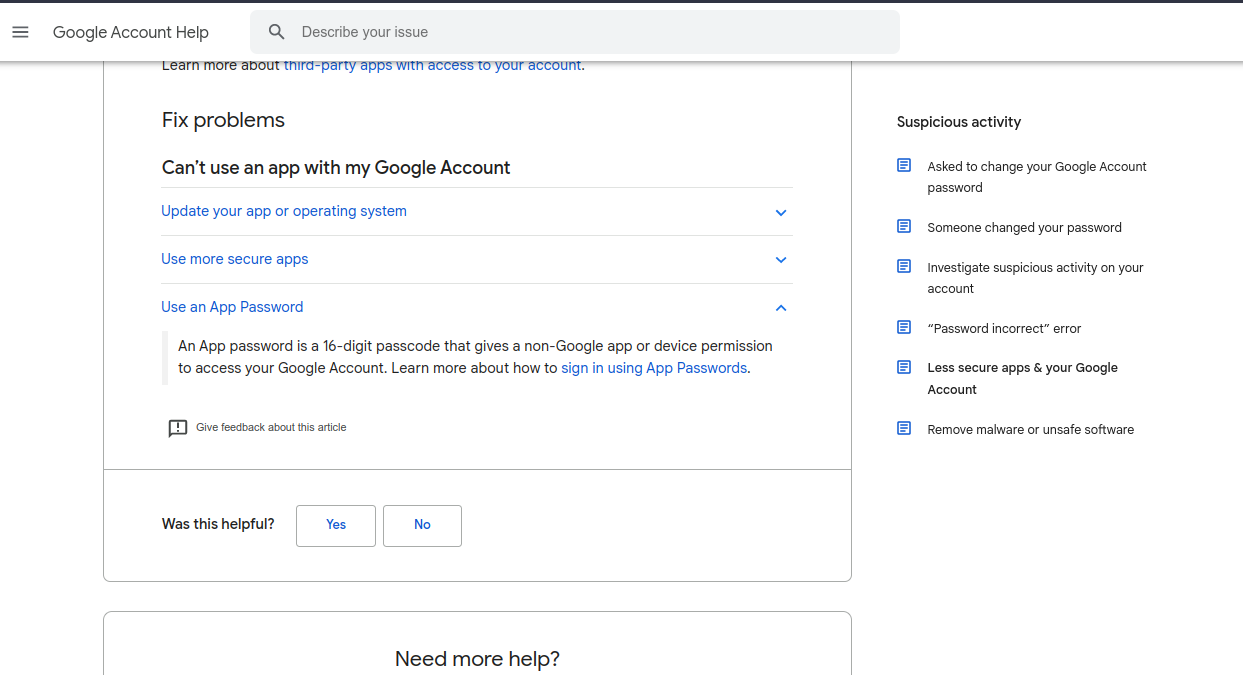 Google Account Help
Describe your issue
Learn more about third-party apps with access to your account.
Fix problems
Can't use an app with my Google Account
Update your app or operating system
Use more secure apps
Use an App Password
An App password is a 16-digit passcode that gives a non-Google app or device permission
to access your Google Account. Learn more about how to sign in using App Passwords.
Give feedback about this article
Was this helpful?
Yes
No
Need more help?
Suspicious activity
Asked to change your Google Account
password
Someone changed your password
Investigate suspicious activity on your
account
“Password incorrect” error
Less secure apps & your Google
Account
Remove malware or unsafe software